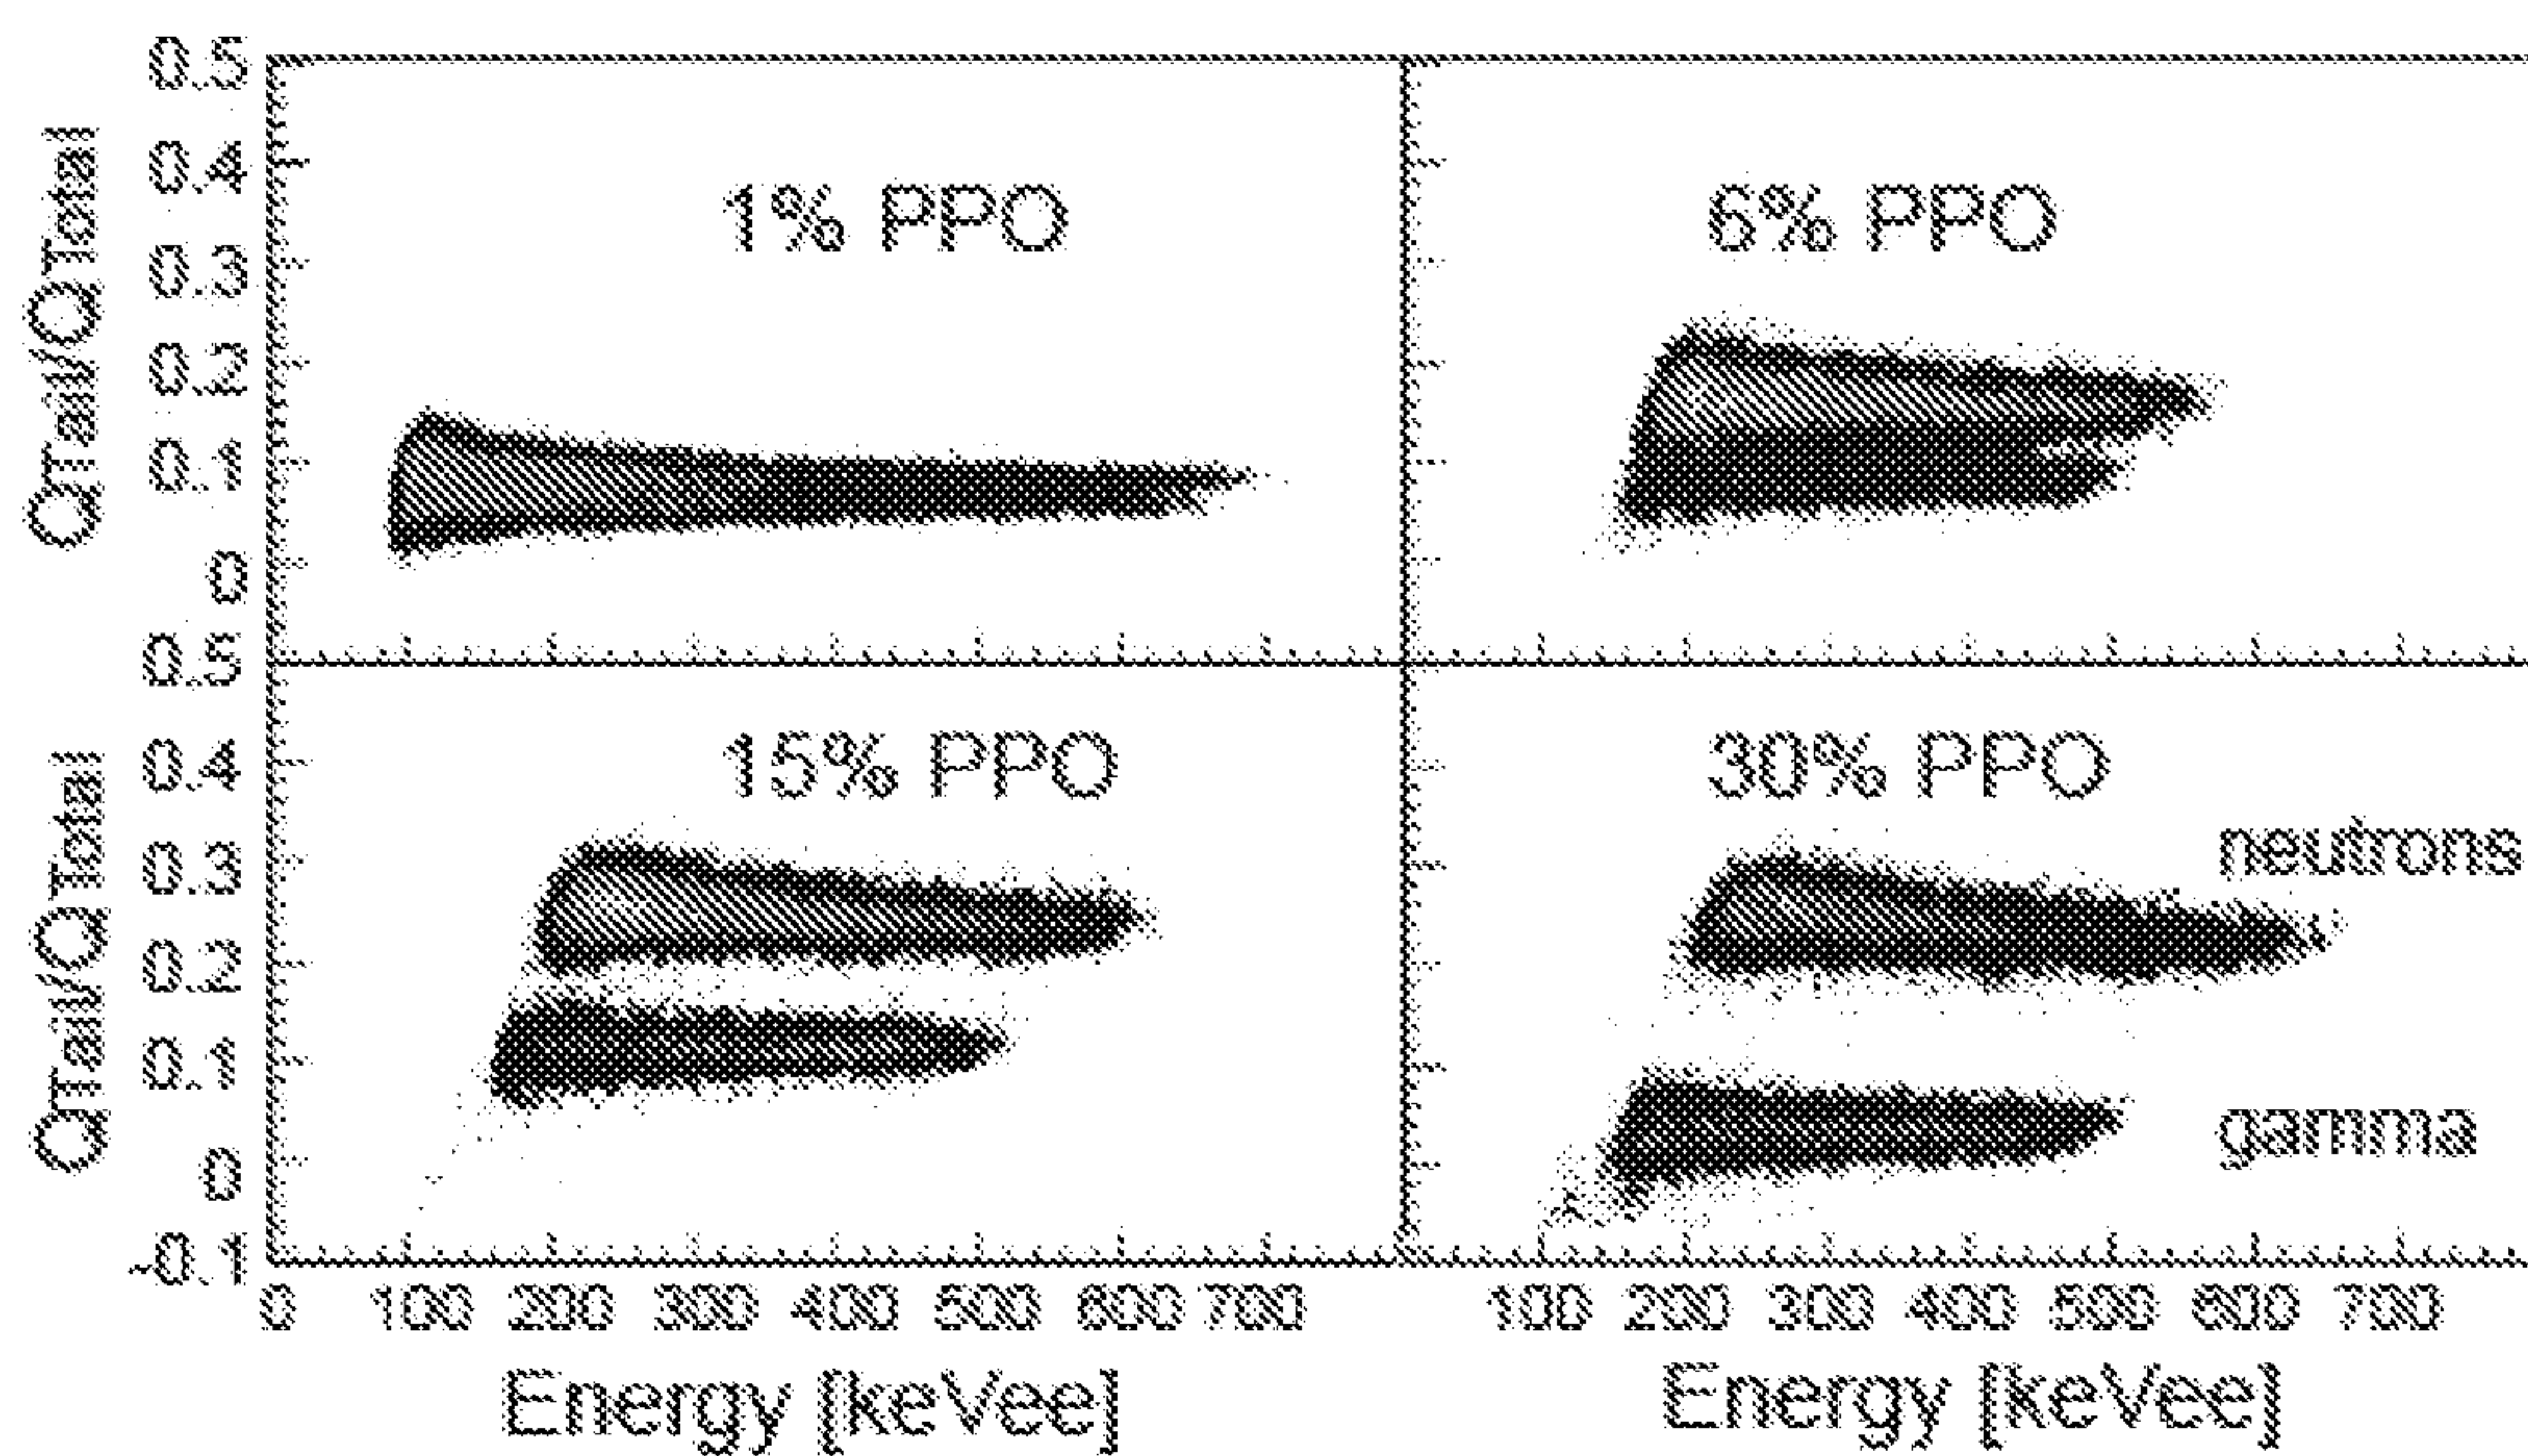 QTail/QTotal
0.5
0.4
0.3
0.2
0.1
0
1% PPO
6% PPO
QTail/QTotal
0.5
0.4
0.3
0.2
0.1
0
-0.1
15% PPO
30% PPO
neutrons
gamma
0 100 200 300 400 500 600 700
100 200 300 400 500 600 700
Energy [keVee]
Energy [keVee]